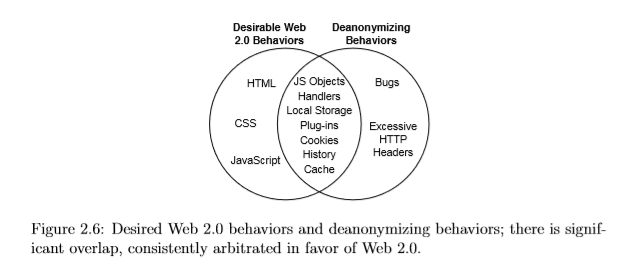 Desirable Web
2.0 Behaviors
Deanonymizing
Behaviors
HTML
CSS
JavaScript
JS Objects
Handlers
Local Storage
Plug-ins
Cookies
History
Cache
Bugs
Excessive
HTTP
Headers
Figure 2.6: Desired Web 2.0 behaviors and deanonymizing behaviors; there is signif-
icant overlap, consistently arbitrated in favor of Web 2.0.